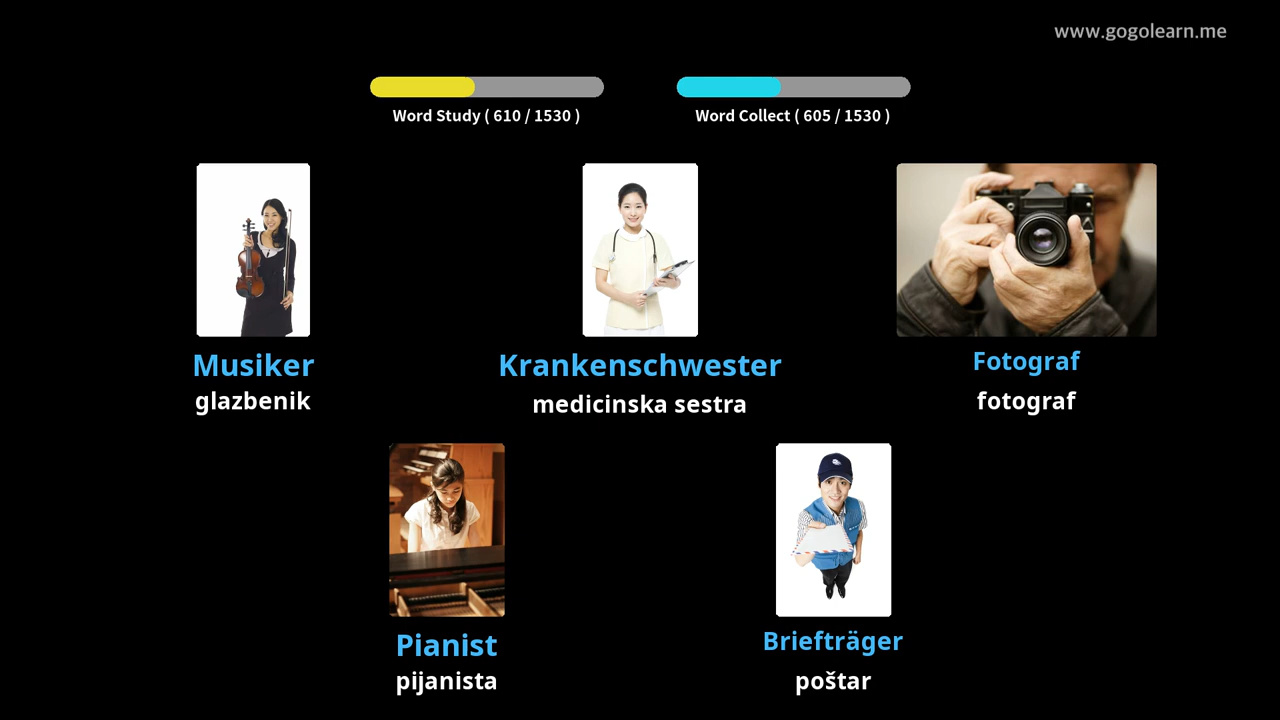 www.gogolearn.me
Word Study ( 610 / 1530 )
Word Collect ( 605 / 1530 )
Musiker
glazbenik
Krankenschwester
medicinska sestra
Fotograf
fotograf
Pianist
pijanista
Briefträger
poštar